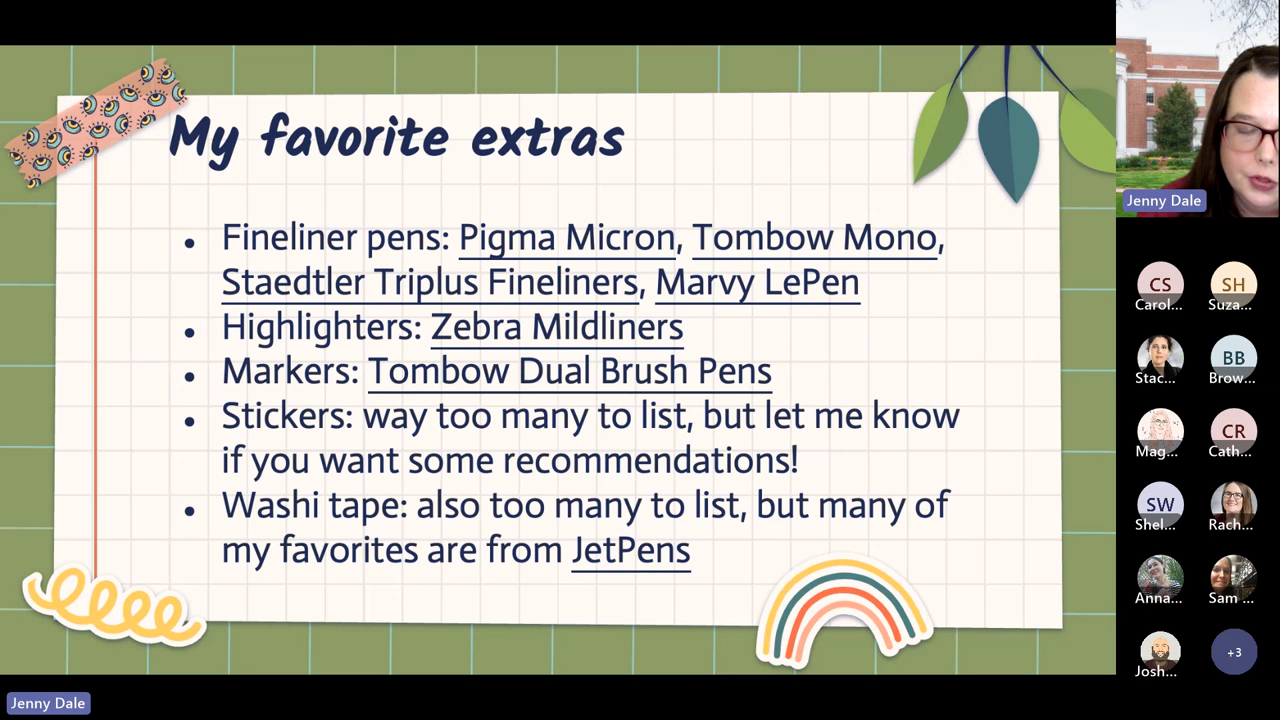 My favorite extras
• Fineliner pens: Pigma Micron, Tombow Mono,
Staedtler Triplus Fineliners, Marvy LePen
• Highlighters: Zebra Mildliners
• Markers: Tombow Dual Brush Pens
• Stickers: way too many to list, but let me know
if you want some recommendations!
• Washi tape: also too many to list, but many of
my favorites are from JetPens
Jenny Dale
CS
Carol...
SH
Suza...
Stac...
BB
Brow...
Mag...
CR
Cath...
SW
Shel...
Rach...
Anna...
Sam ...
Josh...
+3
Jenny Dale